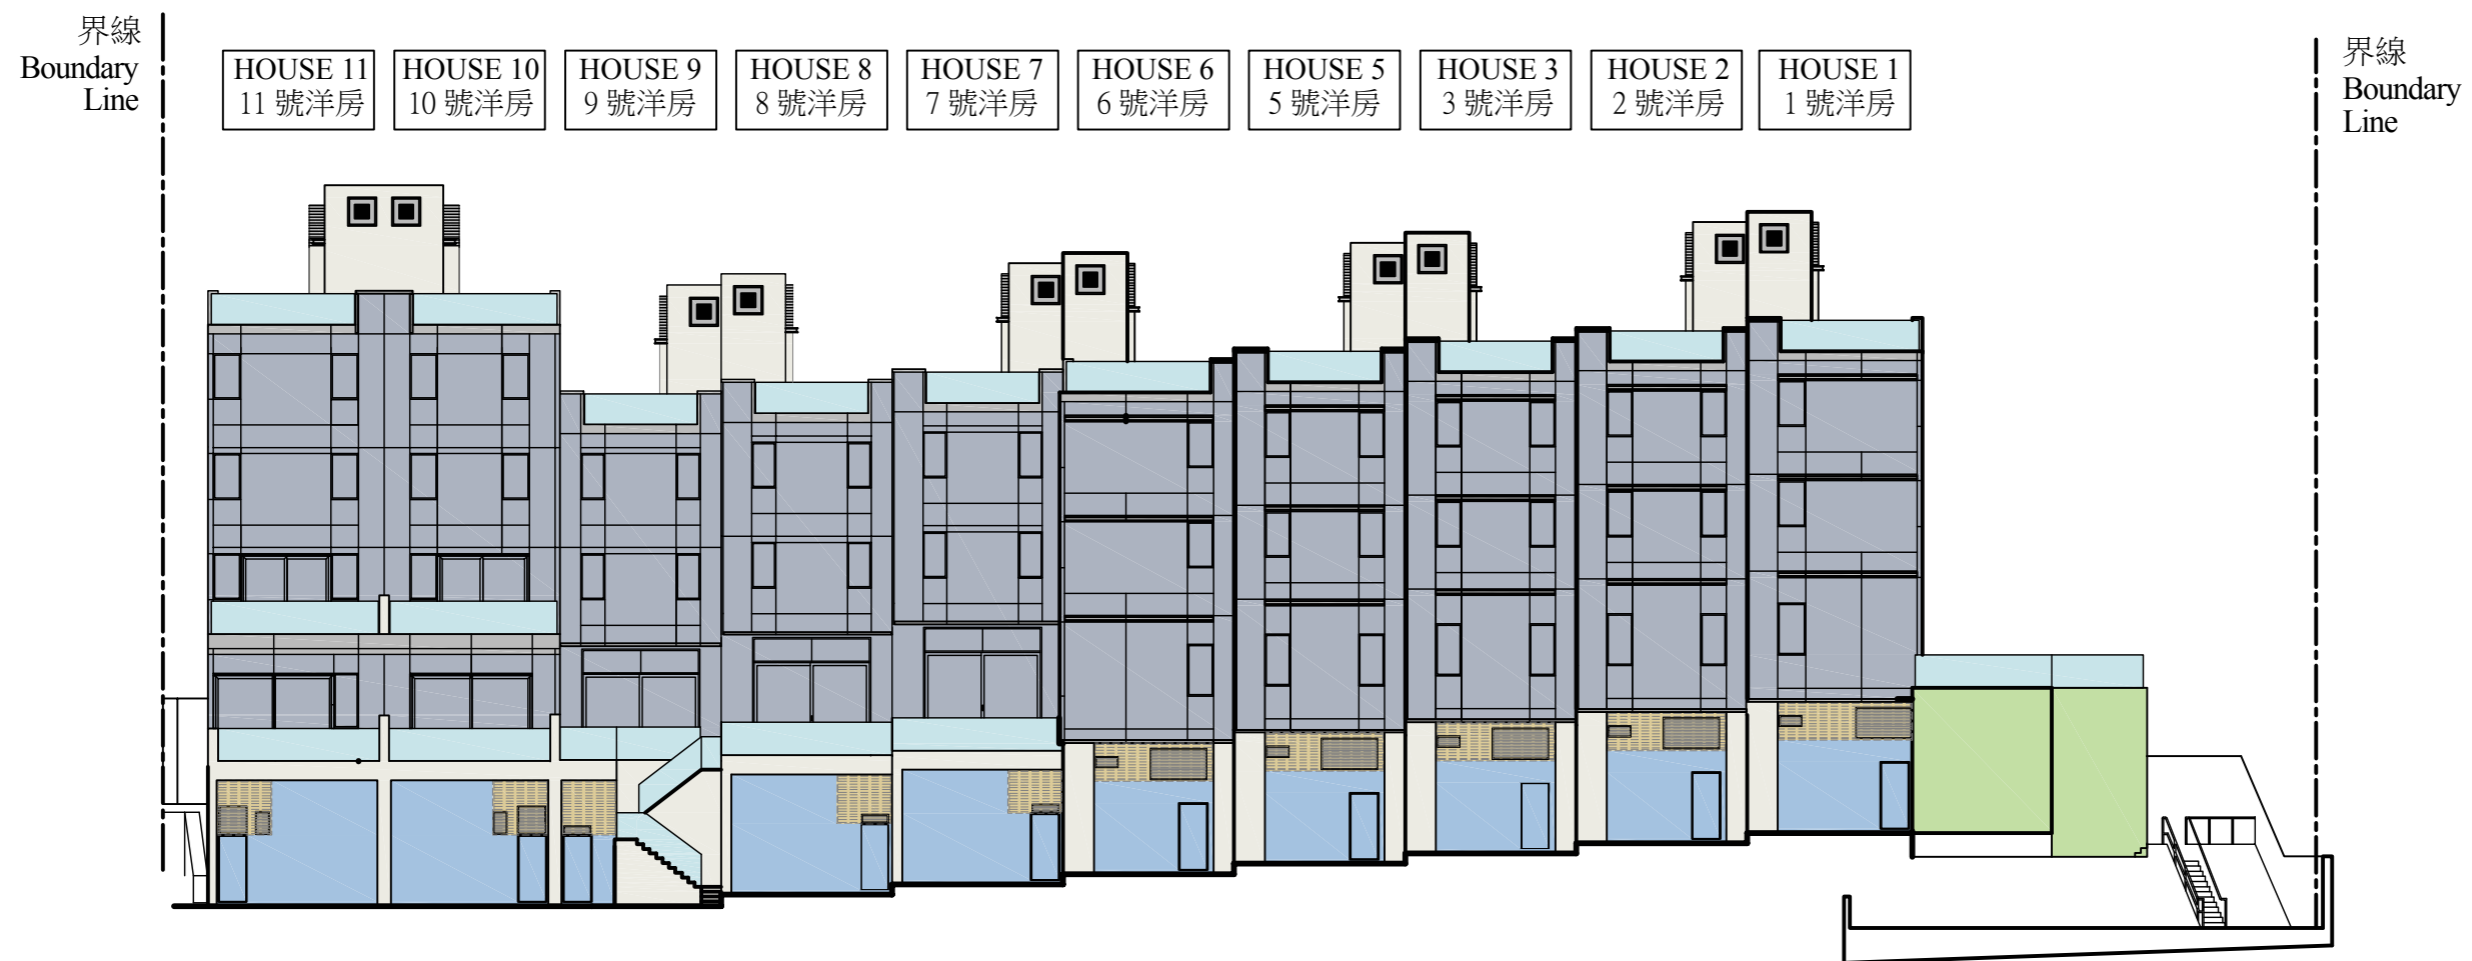 界線
Boundary
Line
HOUSE 11
11 號洋房
HOUSE 10
10 號洋房
HOUSE 9
9 號洋房
HOUSE 8
8 號洋房
HOUSE 7
7 號洋房
HOUSE 6
6 號洋房
HOUSE 5
5 號洋房
HOUSE 3
3 號洋房
HOUSE 2
2 號洋房
HOUSE 1
1 號洋房
界線
Boundary
Line